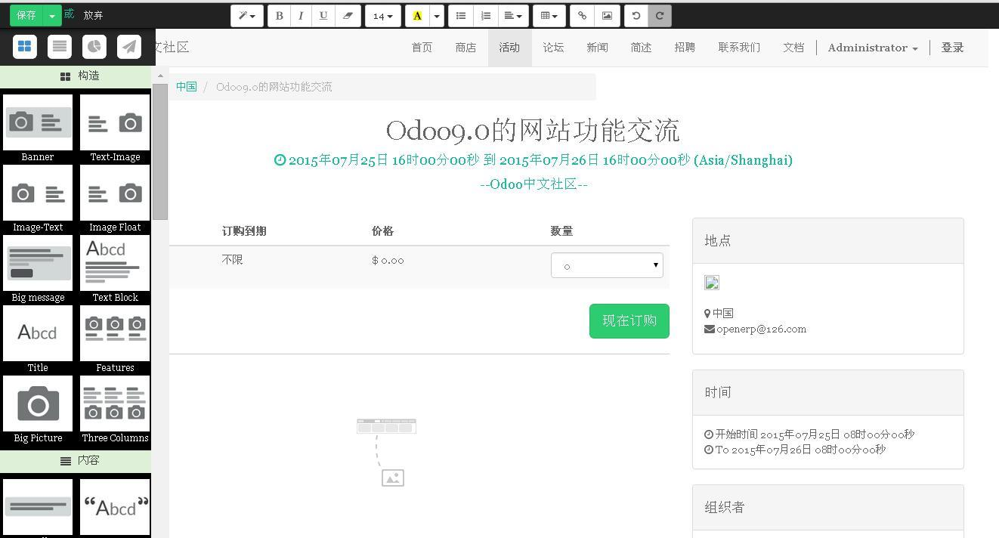 保存 或 放弃 B I U 14 A
文社区 首页 商店 活动 论坛 新闻 简述 招聘 联系我们 文档 Administrator 登录
构造
Banner Text-Image
Image-Text Image Float
Abcd
Big message Text Block
Abcd
Title Features
Big Picture Three Columns
内容
“Abcd”
中国 / Odoo9.0的网站功能交流
Odoo9.0的网站功能交流
2015年07月25日 16时00分00秒 到 2015年07月26日 16时00分00秒 (Asia/Shanghai)
--Odoo中文社区--
订购到期 价格 数量
不限 $ 0.00 0
现在订购
地点
中国
openerp@126.com
时间
开始时间 2015年07月25日 08时00分00秒
To 2015年07月26日 08时00分00秒
组织者